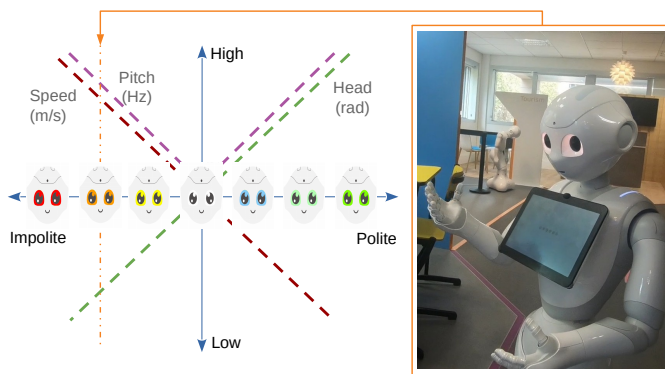 High
Pitch
(Hz)
Speed
(m/s)
Head
(rad)
Impolite
Polite
Low